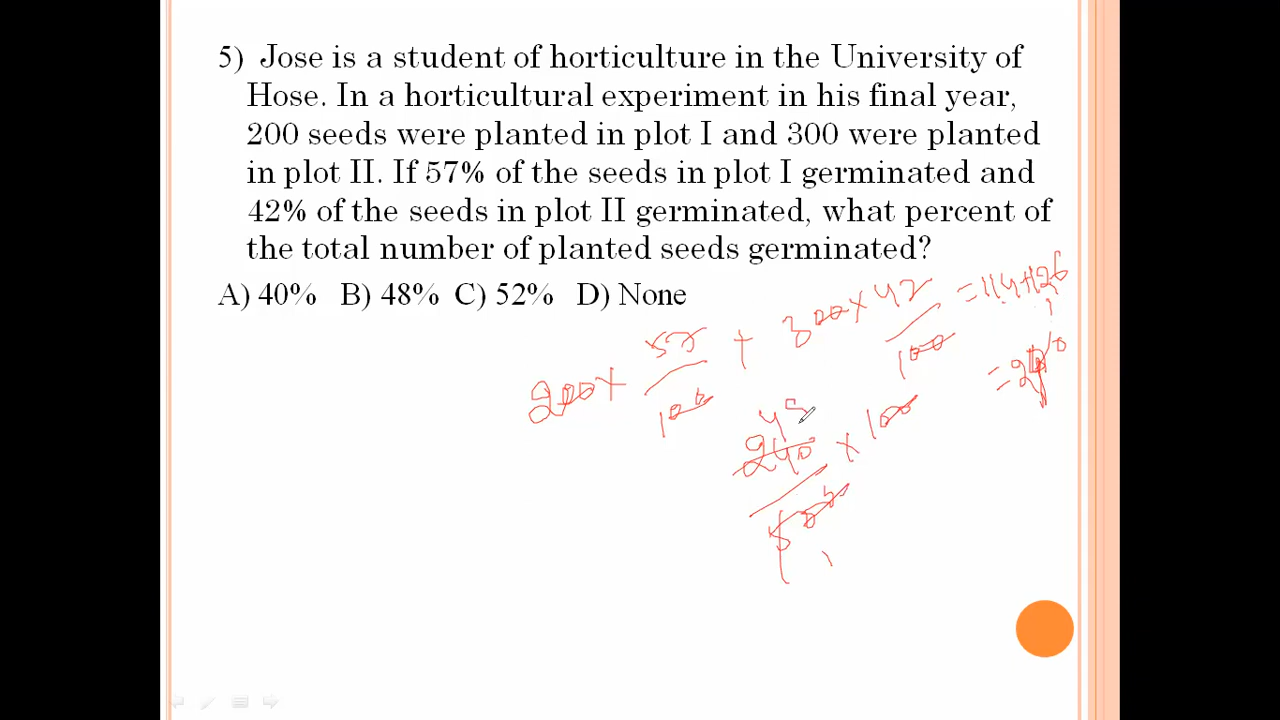 5) Jose is a student of horticulture in the University of
Hose. In a horticultural experiment in his final year,
200 seeds were planted in plot I and 300 were planted
in plot II. If 57% of the seeds in plot I germinated and
42% of the seeds in plot II germinated, what percent of
the total number of planted seeds germinated?
A) 40% B) 48% C) 52% D) None
200 × 57/100 + 300 × 42/100 = 114+126
= 240
48
240/500 × 100
1